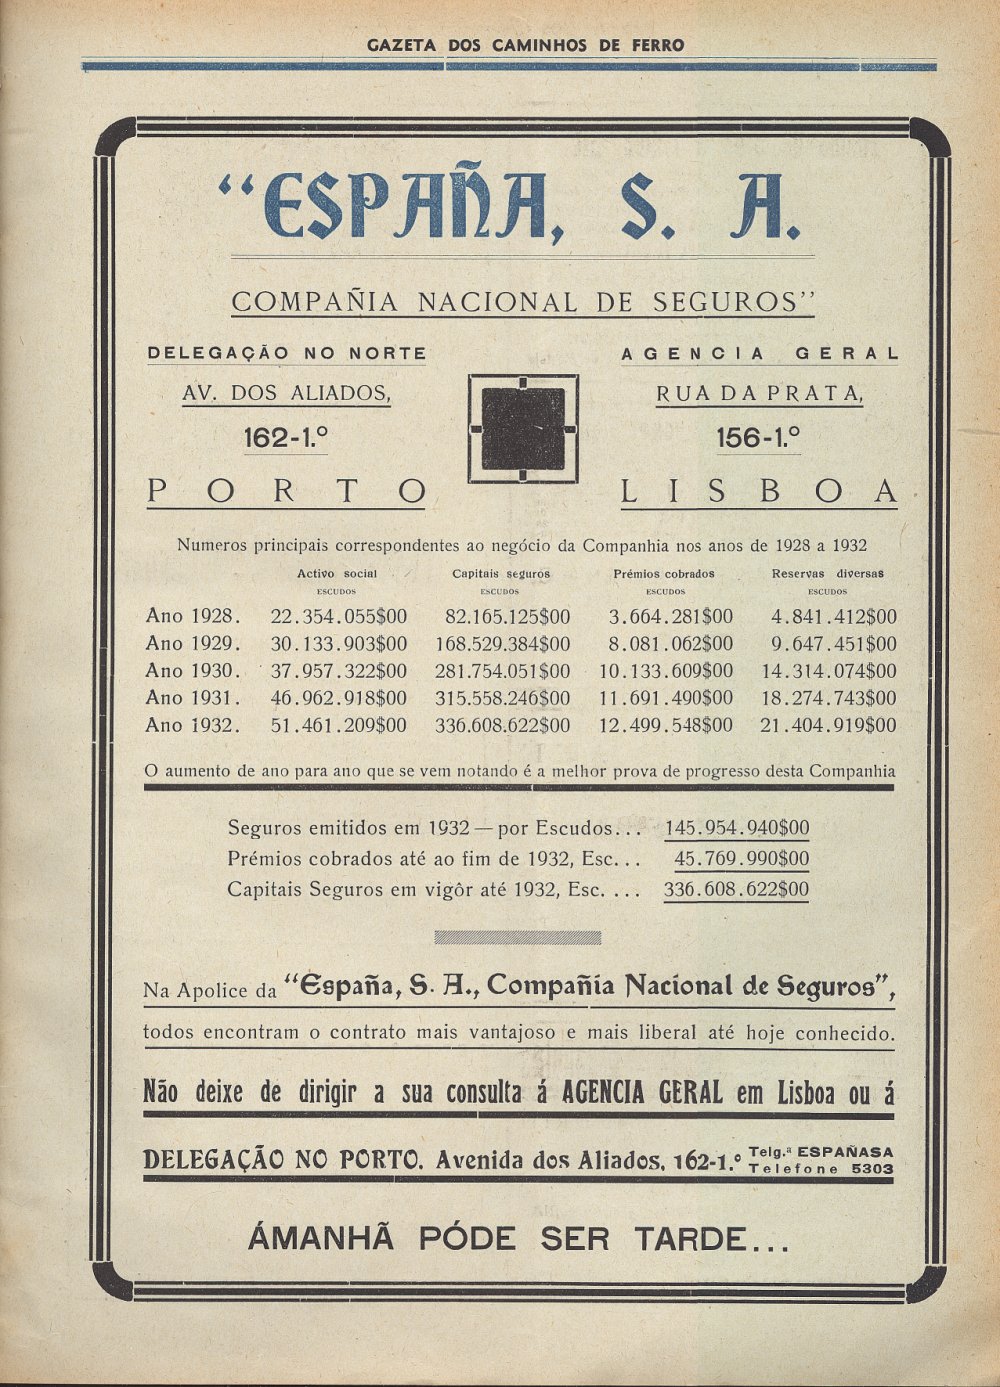 GAZETA DOS CAMINHOS DE FERRO
“ESPAÑA, S. A.
COMPAÑIA NACIONAL DE SEGUROS”
DELEGAÇÃO NO NORTE
AV. DOS ALIADOS,
162-1.º
PORTO
AGENCIA GERAL
RUA DA PRATA,
156-1.º
LISBOA
Numeros principais correspondentes ao negócio da Companhia nos anos de 1928 a 1932
Activo social Capitais seguros Prémios cobrados Reservas diversas
ESCUDOS ESCUDOS ESCUDOS ESCUDOS
Ano 1928. 22.354.055$00 82.165.125$00 3.664.281$00 4.841.412$00
Ano 1929. 30.133.903$00 168.529.384$00 8.081.062$00 9.647.451$00
Ano 1930. 37.957.322$00 281.754.051$00 10.133.609$00 14.314.074$00
Ano 1931. 46.962.918$00 315.558.246$00 11.691.490$00 18.274.743$00
Ano 1932. 51.461.209$00 336.608.622$00 12.499.548$00 21.404.919$00
O aumento de ano para ano que se vem notando é a melhor prova de progresso desta Companhia
Seguros emitidos em 1932 — por Escudos... 145.954.940$00
Prémios cobrados até ao fim de 1932, Esc... 45.769.990$00
Capitais Seguros em vigôr até 1932, Esc. ... 336.608.622$00
Na Apolice da “España, S. A., Compañia Nacional de Seguros”,
todos encontram o contrato mais vantajoso e mais liberal até hoje conhecido.
Não deixe de dirigir a sua consulta á AGENCIA GERAL em Lisboa ou á
DELEGAÇÃO NO PORTO. Avenida dos Aliados, 162-1.º Telg.ª ESPAÑASA
Telefone 5303
ÁMANHÃ PÓDE SER TARDE...